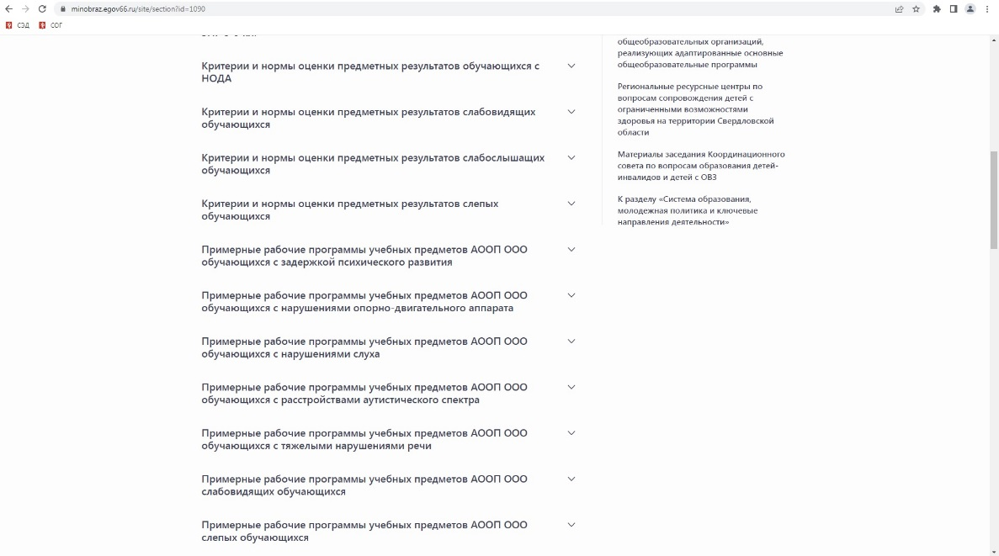 minobraz.egov66.ru/site/section?id=1090
СЭД
СОГ
Критерии и нормы оценки предметных результатов обучающихся с
НОДА
Критерии и нормы оценки предметных результатов слабовидящих
обучающихся
Критерии и нормы оценки предметных результатов слабослышащих
обучающихся
Критерии и нормы оценки предметных результатов слепых
обучающихся
Примерные рабочие программы учебных предметов АООП ООО
обучающихся с задержкой психического развития
Примерные рабочие программы учебных предметов АООП ООО
обучающихся с нарушениями опорно-двигательного аппарата
Примерные рабочие программы учебных предметов АООП ООО
обучающихся с нарушениями слуха
Примерные рабочие программы учебных предметов АООП ООО
обучающихся с расстройствами аутистического спектра
Примерные рабочие программы учебных предметов АООП ООО
обучающихся с тяжелыми нарушениями речи
Примерные рабочие программы учебных предметов АООП ООО
слабовидящих обучающихся
Примерные рабочие программы учебных предметов АООП ООО
слепых обучающихся
общеобразовательных организаций,
реализующих адаптированные основные
общеобразовательные программы
Региональные ресурсные центры по
вопросам сопровождения детей с
ограниченными возможностями
здоровья на территории Свердловской
области
Материалы заседания Координационного
совета по вопросам образования детей-
инвалидов и детей с ОВЗ
К разделу «Система образования,
молодежная политика и ключевые
направления деятельности»